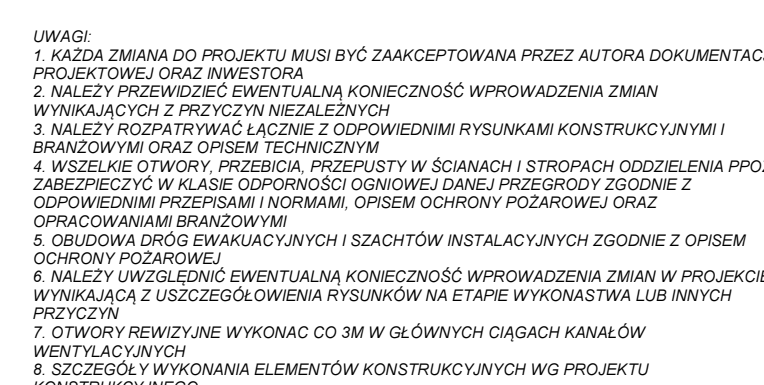 UWAGI:
1. KAŻDA ZMIANA DO PROJEKTU MUSI BYĆ ZAAKCEPTOWANA PRZEZ AUTORA DOKUMENTAC
PROJEKTOWEJ ORAZ INWESTORA
2. NALEŻY PRZEWIDZIEĆ EWENTUALNĄ KONIECZNOŚĆ WPROWADZENIA ZMIAN
WYNIKAJĄCYCH Z PRZYCZYN NIEZALEŻNYCH
3. NALEŻY ROZPATRYWAĆ ŁĄCZNIE Z ODPOWIEDNIMI RYSUNKAMI KONSTRUKCYJNYMI I
BRANŻOWYMI ORAZ OPISEM TECHNICZNYM
4. WSZELKIE OTWORY, PRZEBICIA, PRZEPUSTY W ŚCIANACH I STROPACH ODDZIELENIA PPOŻ
ZABEZPIECZYĆ W KLASIE ODPORNOŚCI OGNIOWEJ DANEJ PRZEGRODY ZGODNIE Z
ODPOWIEDNIMI PRZEPISAMI I NORMAMI, OPISEM OCHRONY POŻAROWEJ ORAZ
OPRACOWANIAMI BRANŻOWYMI
5. OBUDOWA DRÓG EWAKUACYJNYCH I SZACHTÓW INSTALACYJNYCH ZGODNIE Z OPISEM
OCHRONY POŻAROWEJ
6. NALEŻY UWZGLĘDNIĆ EWENTUALNĄ KONIECZNOŚĆ WPROWADZENIA ZMIAN W PROJEKCIE
WYNIKAJĄCĄ Z USZCZEGÓŁOWIENIA RYSUNKÓW NA ETAPIE WYKONASTWA LUB INNYCH
PRZYCZYN
7. OTWORY REWIZYJNE WYKONAC CO 3M W GŁÓWNYCH CIĄGACH KANAŁÓW
WENTYLACYJNYCH
8. SZCZEGÓŁY WYKONANIA ELEMENTÓW KONSTRUKCYJNYCH WG PROJEKTU
KONSTRUKCYJNEGO